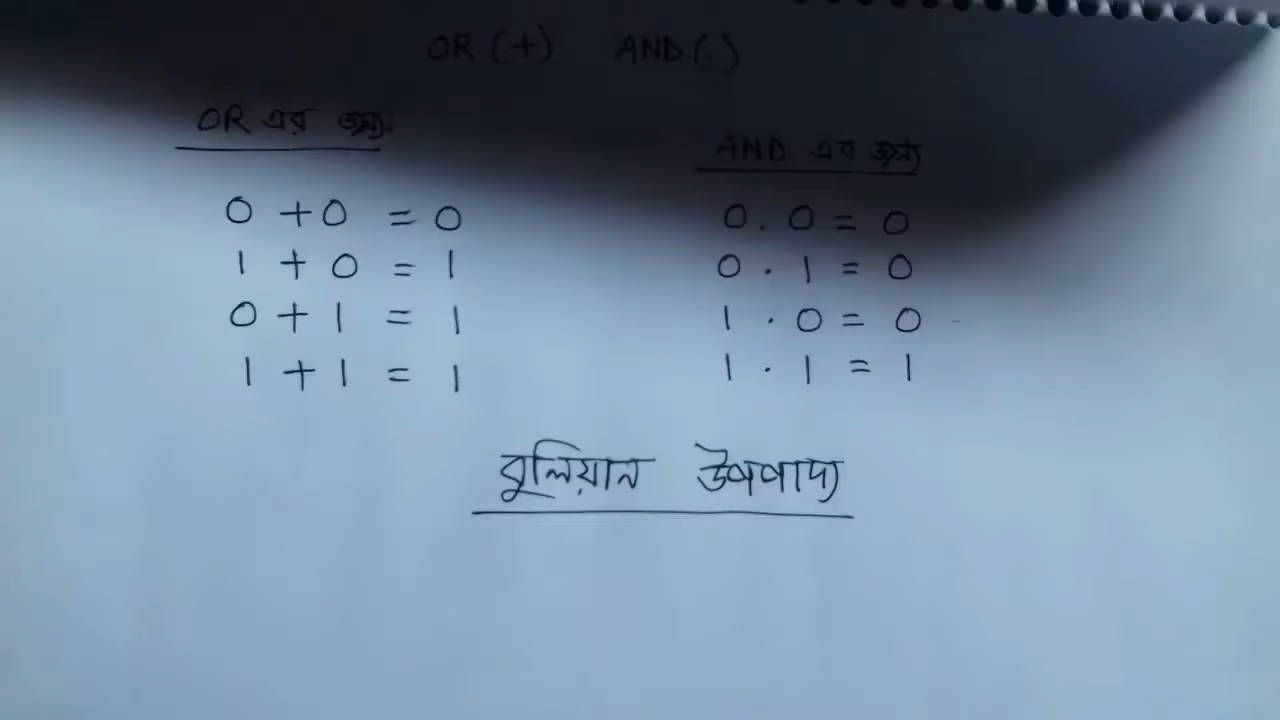 OR (+) AND (.)
OR এর জন্য:
0 + 0 = 0
1 + 0 = 1
0 + 1 = 1
1 + 1 = 1
AND এর জন্য
0 . 0 = 0
0 . 1 = 0
1 . 0 = 0
1 . 1 = 1
বুলিয়ান উপপাদ্য